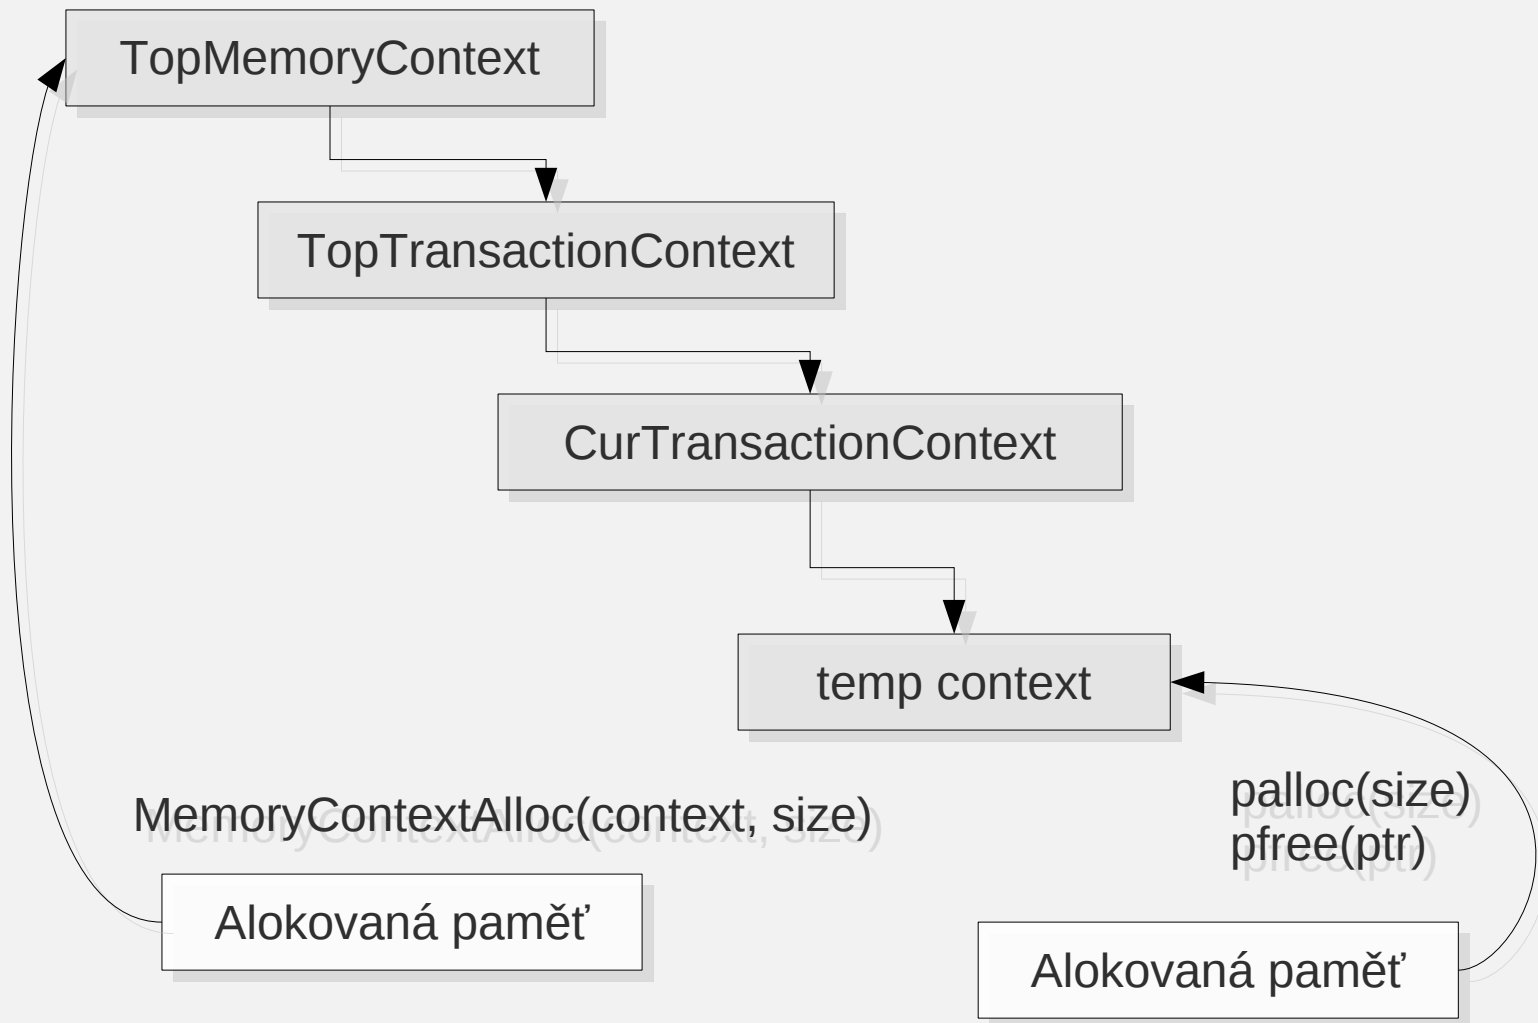 TopMemoryContext
TopTransactionContext
CurTransactionContext
temp context
MemoryContextAlloc(context, size)
palloc(size)
pfree(ptr)
Alokovaná paměť
Alokovaná paměť